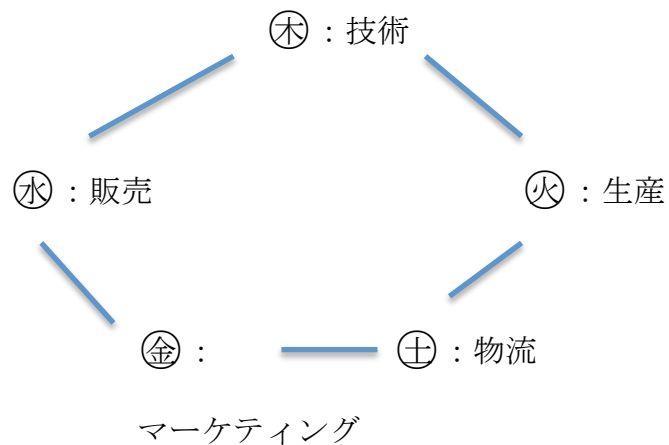 ㊍：技術
㊌：販売
㊋：生産
㊎：
マーケティング
㊏：物流